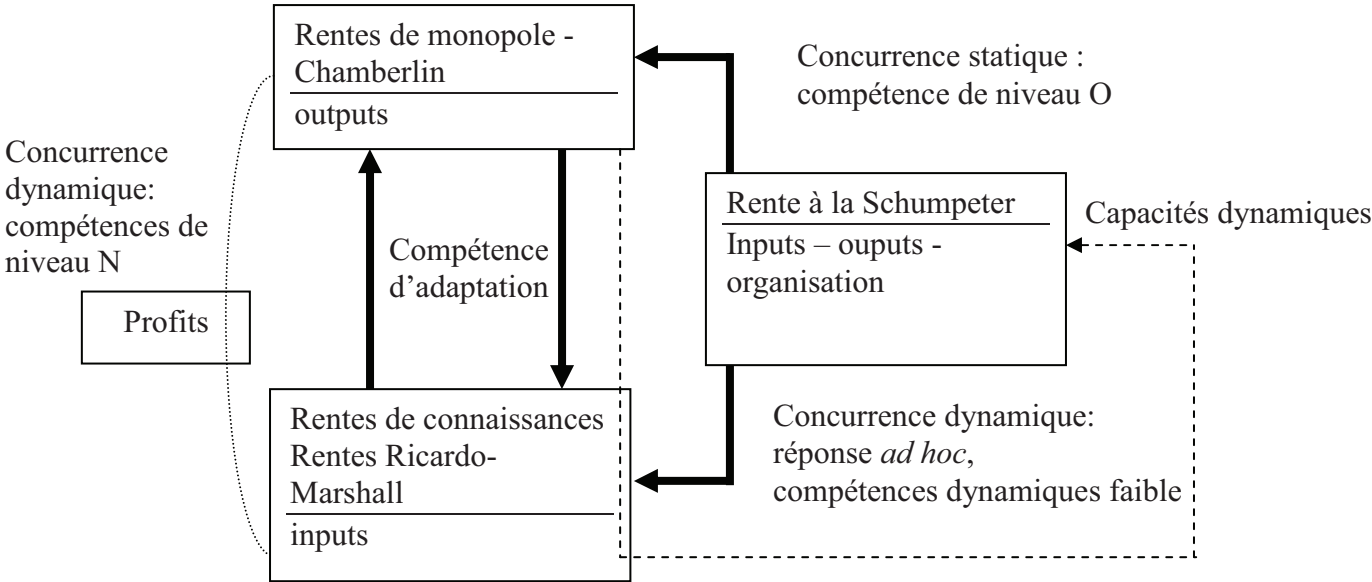 Rentes de monopole -
Chamberlin
outputs
Concurrence statique :
compétence de niveau O
Concurrence
dynamique:
compétences de
niveau N
Profits
Compétence
d’adaptation
Rente à la Schumpeter
Inputs – ouputs -
organisation
Capacités dynamiques
Rentes de connaissances
Rentes Ricardo-
Marshall
inputs
Concurrence dynamique:
réponse ad hoc,
compétences dynamiques faible